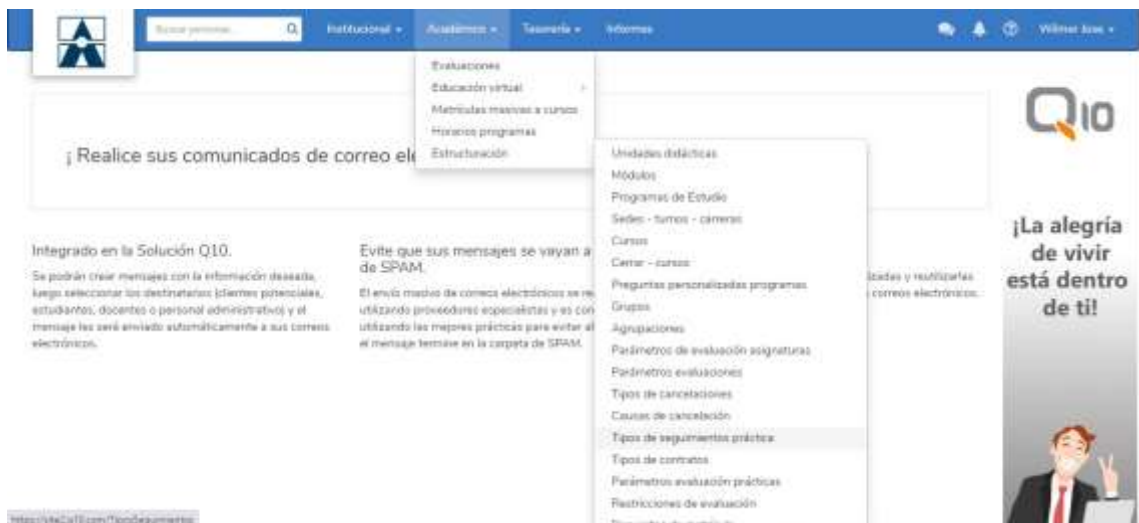 Buscar personas...
Institucional
Académico
Tesorería
Informes
Wilmer Jose
Evaluaciones
Educación virtual
Matrículas masivas a cursos
Horarios programas
Estructuración
Unidades didácticas
Módulos
Programas de Estudio
Sedes - turnos - carreras
Cursos
Cerrar - cursos
Preguntas personalizadas programas
Grupos
Agrupaciones
Parámetros de evaluación asignaturas
Parámetros evaluaciones
Tipos de cancelaciones
Causas de cancelación
Tipos de seguimientos práctica
Tipos de contratos
Parámetros evaluación prácticas
Restricciones de evaluación
¡ Realice sus comunicados de correo ele
Integrado en la Solución Q10.
Se podrán crear mensajes con la información deseada,
luego seleccionar los destinatarios (clientes potenciales,
estudiantes, docentes o personal administrativo) y el
mensaje les será enviado automáticamente a sus correos
electrónicos.
Evite que sus mensajes se vayan a
de SPAM.
El envío masivo de correos electrónicos se re
utilizando proveedores especialistas y es con
utilizando las mejores prácticas para evitar
el mensaje termine en la carpeta de SPAM.
y reutilizarlas
correos electrónicos.
Q10
¡La alegría
de vivir
está dentro
de ti!